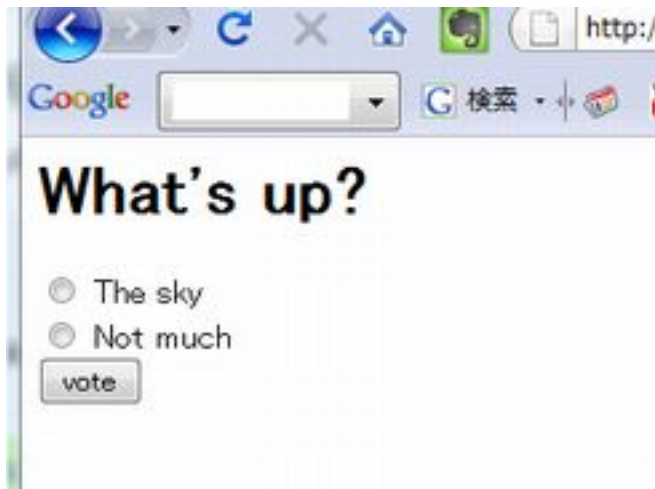 http:/
Google G 検索
What's up?
The sky
Not much
vote